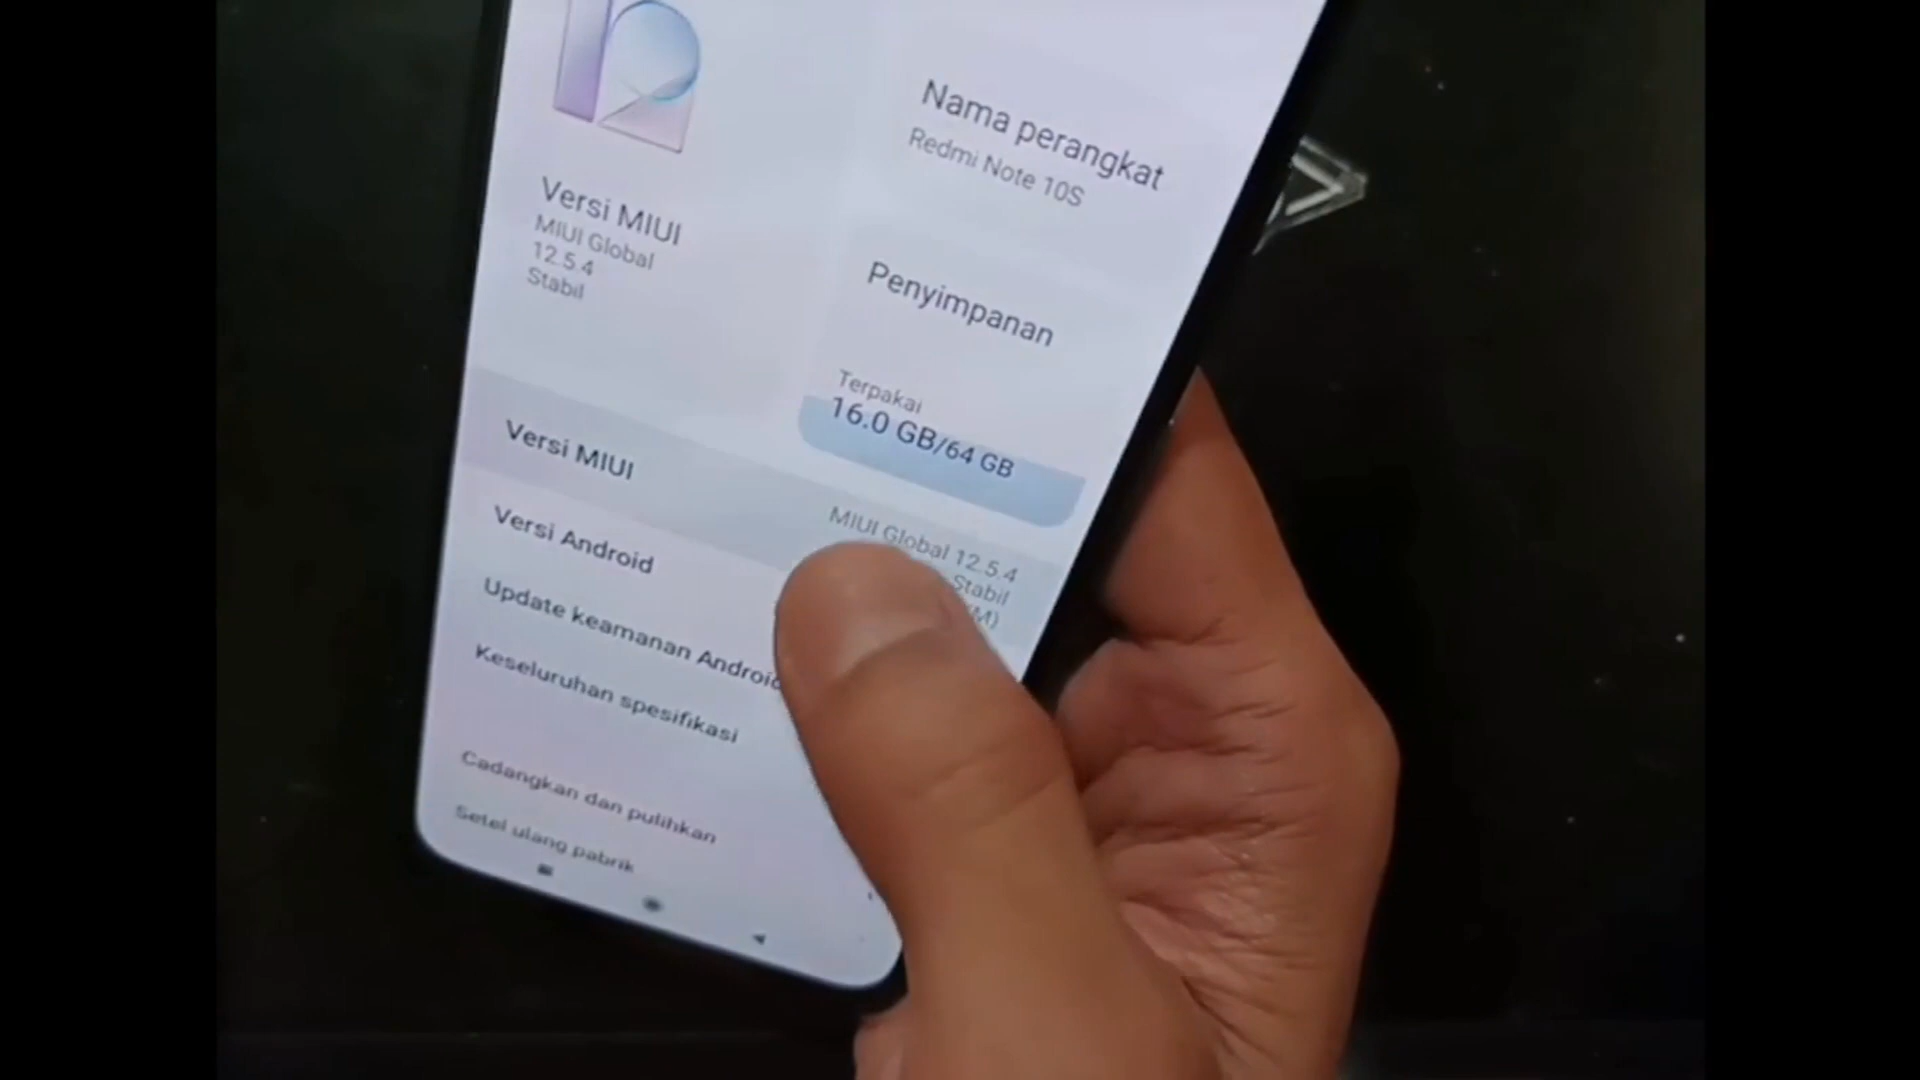 12
Nama perangkat
Redmi Note 10S
Versi MIUI
MIUI Global
12.5.4
Stabil
Penyimpanan
Terpakai
16.0 GB/64 GB
Versi MIUI
MIUI Global 12.5.4
Stabil
Versi Android
Update keamanan Android
Keseluruhan spesifikasi
Cadangkan dan pulihkan
Setel ulang pabrik